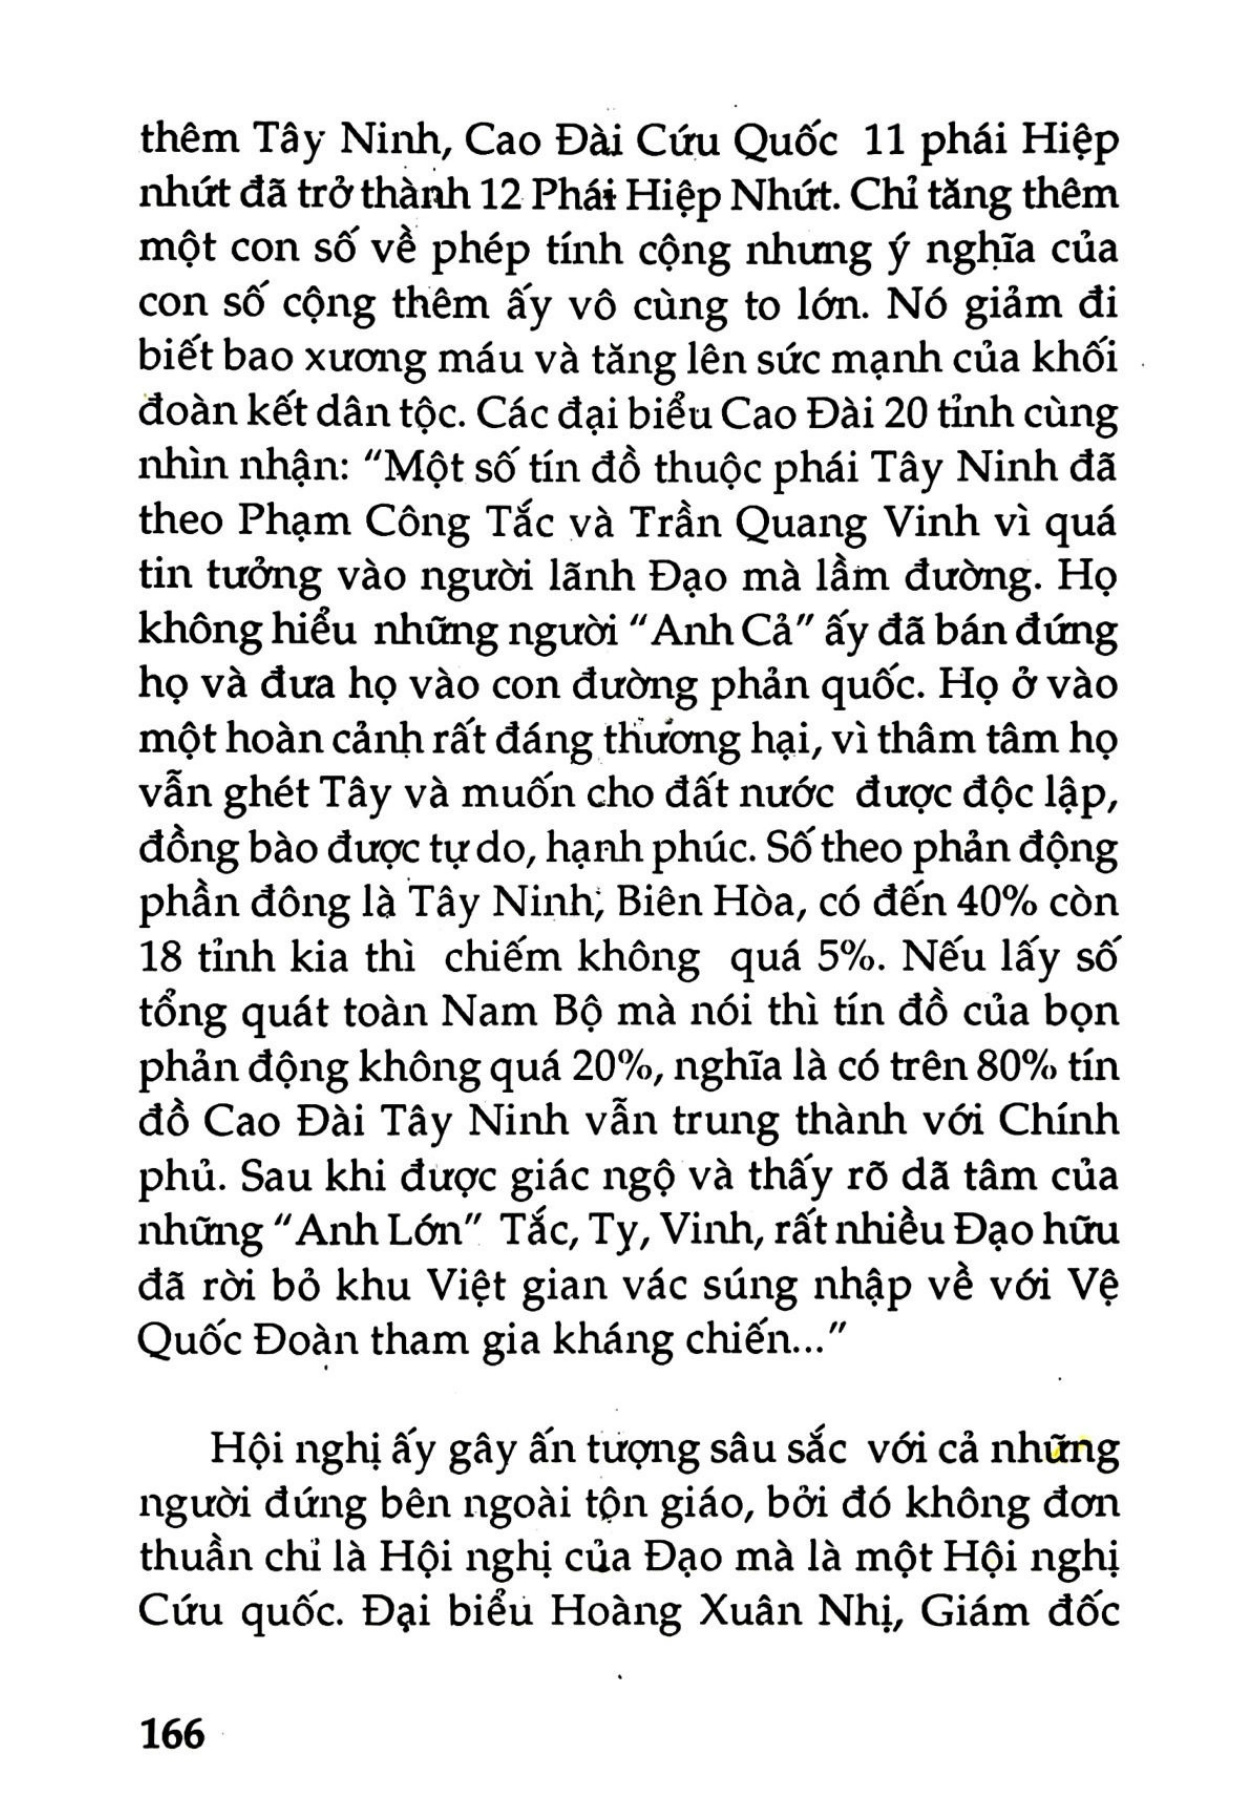 thêm Tây Ninh, Cao Đài Cứu Quốc 11 phái Hiệp
nhứt đã trở thành 12 Phái Hiệp Nhứt. Chỉ tăng thêm
một con số về phép tính cộng nhưng ý nghĩa của
con số cộng thêm ấy vô cùng to lớn. Nó giảm đi
biết bao xương máu và tăng lên sức mạnh của khối
đoàn kết dân tộc. Các đại biểu Cao Đài 20 tỉnh cùng
nhìn nhận: "Một số tín đồ thuộc phái Tây Ninh đã
theo Phạm Công Tắc và Trần Quang Vinh vì quá
tin tưởng vào người lãnh Đạo mà lầm đường. Họ
không hiểu những người "Anh Cả" ấy đã bán đứng
họ và đưa họ vào con đường phản quốc. Họ ở vào
một hoàn cảnh rất đáng thương hại, vì thâm tâm họ
vẫn ghét Tây và muốn cho đất nước được độc lập,
đồng bào được tự do, hạnh phúc. Số theo phản động
phần đông là Tây Ninh, Biên Hòa, có đến 40% còn
18 tỉnh kia thì chiếm không quá 5%. Nếu lấy số
tổng quát toàn Nam Bộ mà nói thì tín đồ của bọn
phản động không quá 20%, nghĩa là có trên 80% tín
đồ Cao Đài Tây Ninh vẫn trung thành với Chính
phủ. Sau khi được giác ngộ và thấy rõ dã tâm của
những "Anh Lớn" Tắc, Tỵ, Vinh, rất nhiều Đạo hữu
đã rời bỏ khu Việt gian vác súng nhập về với Vệ
Quốc Đoàn tham gia kháng chiến..."
Hội nghị ấy gây ấn tượng sâu sắc với cả những
người đứng bên ngoài tôn giáo, bởi đó không đơn
thuần chỉ là Hội nghị của Đạo mà là một Hội nghị
Cứu quốc. Đại biểu Hoàng Xuân Nhị, Giám đốc
166